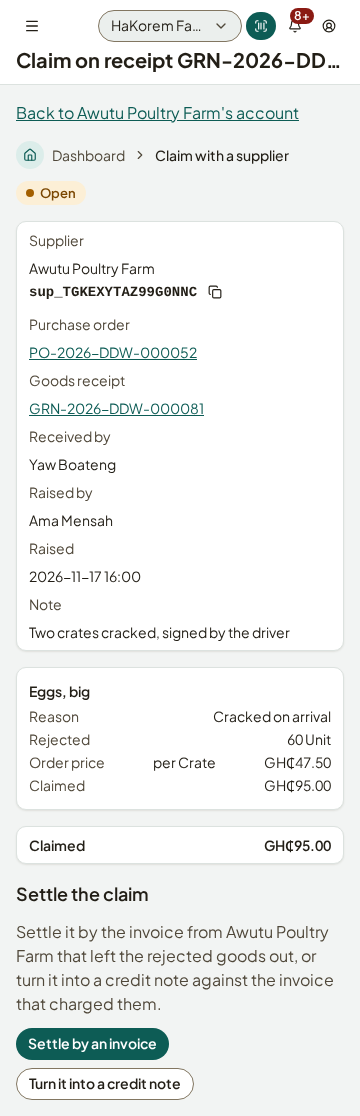 HaKorem Fa...
8+
Claim on receipt GRN-2026-DD...
Back to Awutu Poultry Farm's account
Dashboard > Claim with a supplier
Open
Supplier
Awutu Poultry Farm
sup_TGKEXYTAZ99G0NNC
Purchase order
PO-2026-DDW-000052
Goods receipt
GRN-2026-DDW-000081
Received by
Yaw Boateng
Raised by
Ama Mensah
Raised
2026-11-17 16:00
Note
Two crates cracked, signed by the driver
Eggs, big
Reason Cracked on arrival
Rejected 60 Unit
Order price per Crate GH₵47.50
Claimed GH₵95.00
Claimed GH₵95.00
Settle the claim
Settle it by the invoice from Awutu Poultry
Farm that left the rejected goods out, or
turn it into a credit note against the invoice
that charged them.
Settle by an invoice
Turn it into a credit note